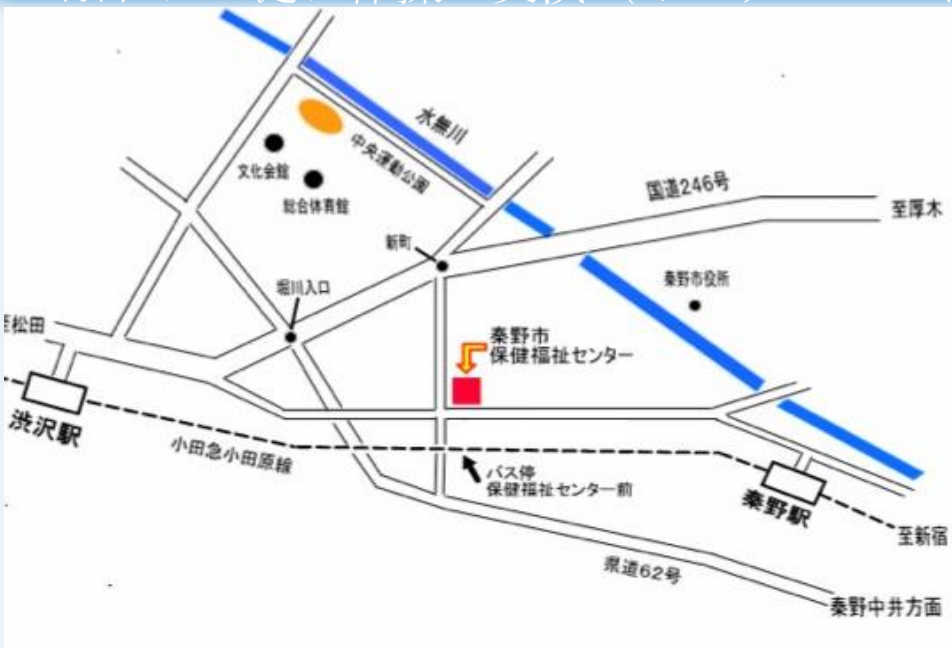 水無川
中央運動公園
文化会館
総合体育館
国道246号
至厚木
新町
秦野市役所
堀川入口
至松田
秦野市
保健福祉センター
渋沢駅
小田急小田原線
バス停
保健福祉センター前
秦野駅
至新宿
県道62号
秦野中井方面